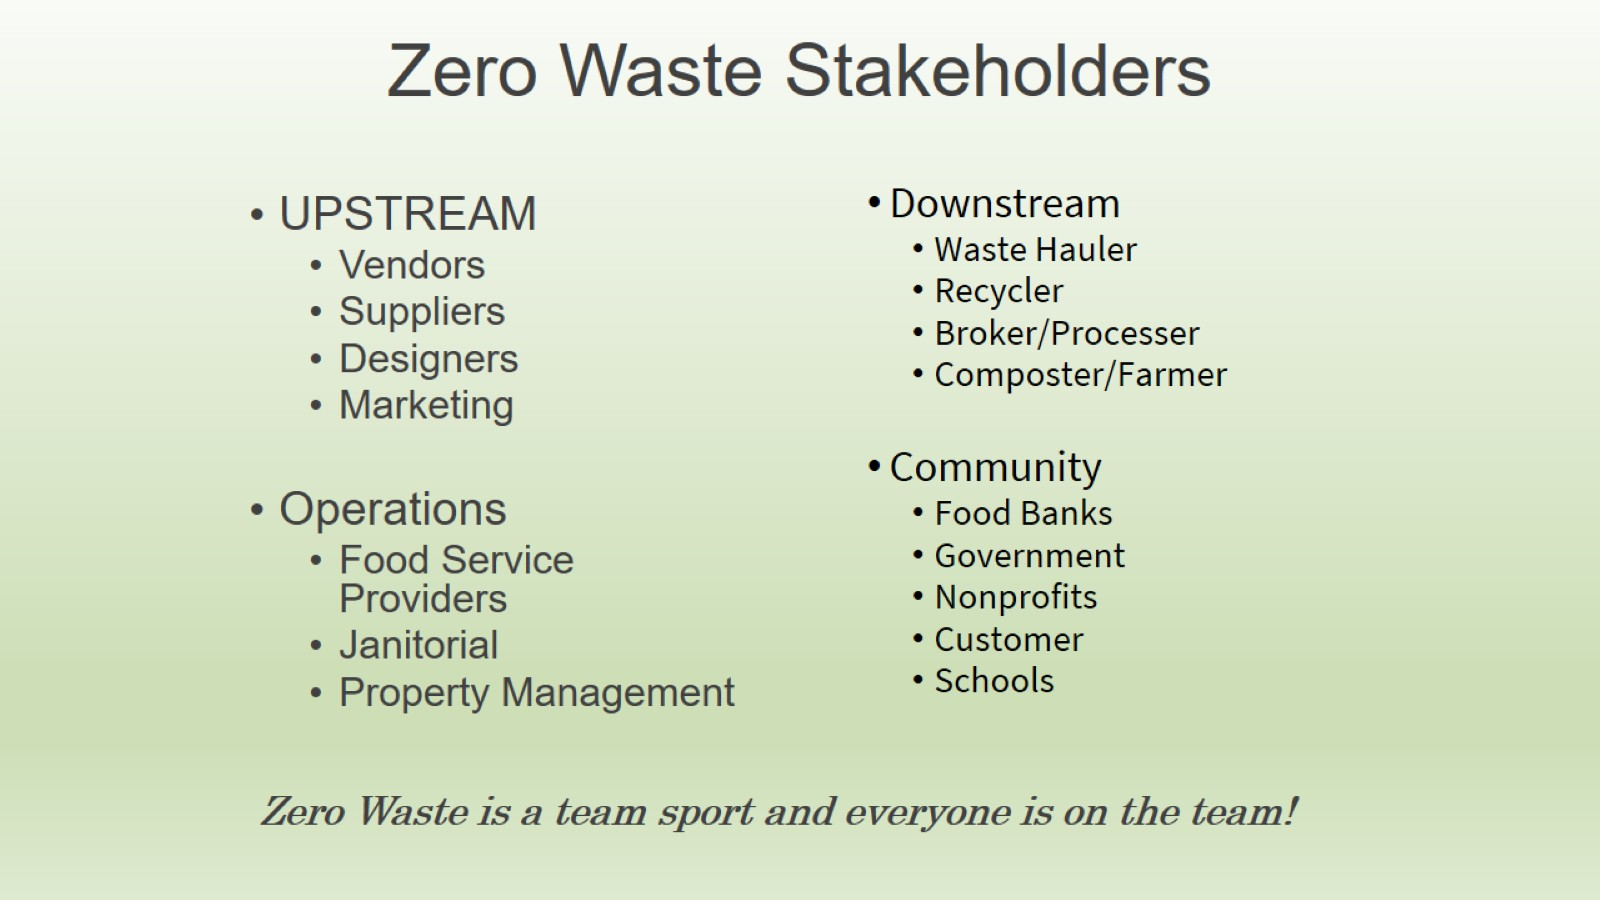 Zero Waste Stakeholders
• UPSTREAM
• Vendors
• Suppliers
• Designers
• Marketing
• Operations
• Food Service
Providers
• Janitorial
• Property Management
• Downstream
• Waste Hauler
• Recycler
• Broker/Processer
• Composter/Farmer
• Community
• Food Banks
• Government
• Nonprofits
• Customer
• Schools
Zero Waste is a team sport and everyone is on the team!